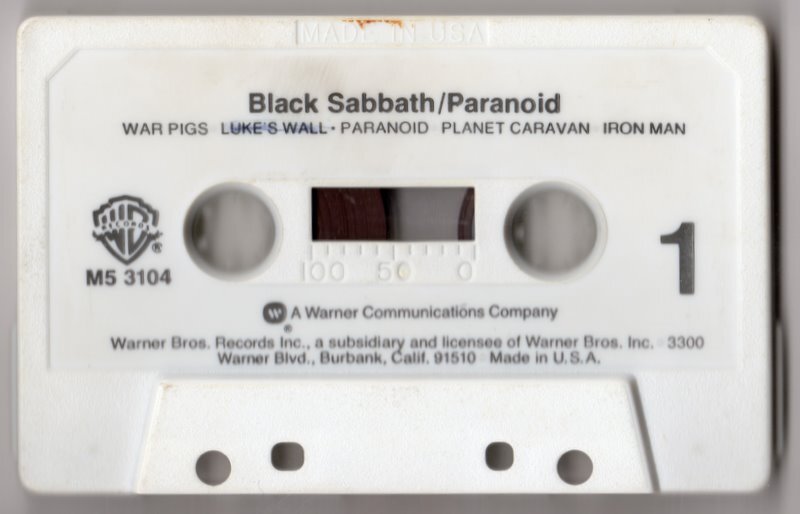 MADE IN USA
Black Sabbath/Paranoid
WAR PIGS LUKE'S WALL • PARANOID PLANET CARAVAN IRON MAN
WB
RECORDS
®
M5 3104
100 50 0
1
A Warner Communications Company
®
Warner Bros. Records Inc., a subsidiary and licensee of Warner Bros. Inc. 3300
Warner Blvd., Burbank, Calif. 91510 Made in U.S.A.